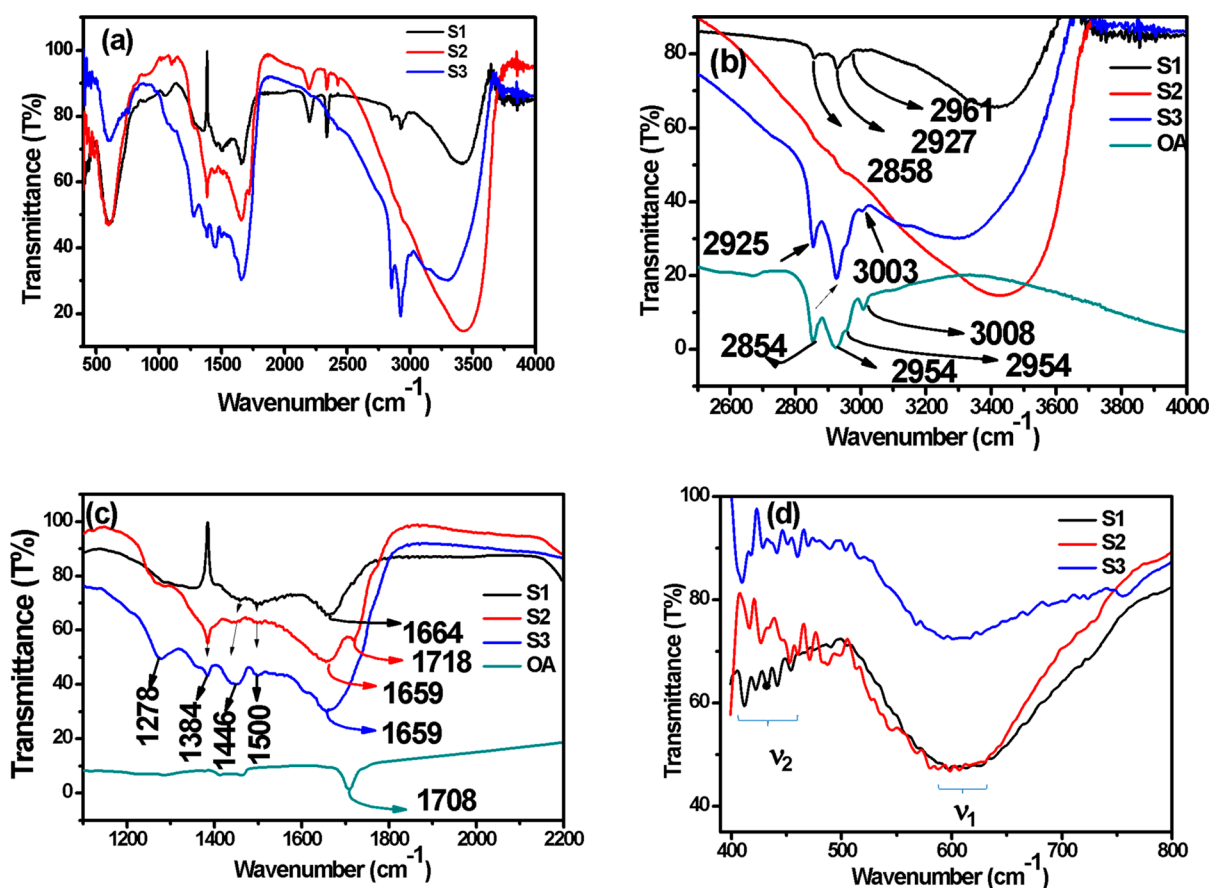 (a)
S1
S2
S3
Transmittance (T%)
100
80
60
40
20
500 1000 1500 2000 2500 3000 3500 4000
Wavenumber (cm-1)
(b)
S1
S2
S3
OA
Transmittance (T%)
80
60
40
20
0
2961
2927
2858
2925
3003
3008
2854
2954
2954
2600 2800 3000 3200 3400 3600 3800 4000
Wavenumber (cm-1)
(c)
S1
S2
S3
OA
Transmittance (T%)
100
80
60
40
20
0
1664
1718
1659
1659
1278
1384
1446
1500
1708
1200 1400 1600 1800 2000 2200
Wavenumber (cm-1)
(d)
S1
S2
S3
Transmittance (T%)
100
80
60
40
ν2
ν1
400 500 600 700 800
Wavenumber (cm-1)